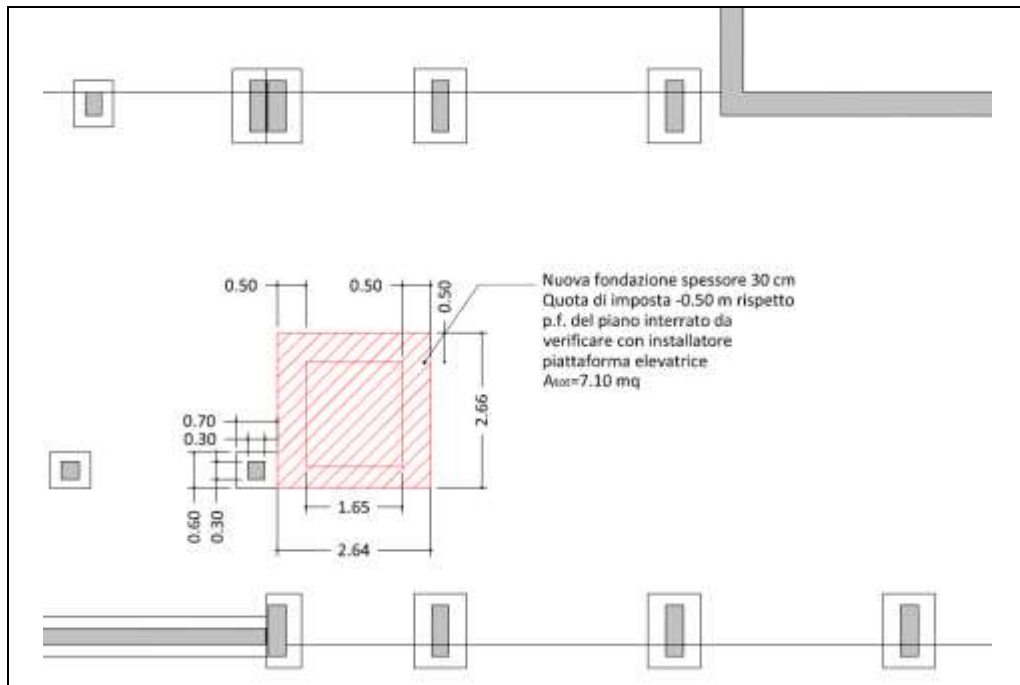 0.50
0.50
0.50
Nuova fondazione spessore 30 cm
Quota di imposta -0.50 m rispetto
p.f. del piano interrato da
verificare con installatore
piattaforma elevatrice
Atot=7.10 mq
2.66
0.70
0.30
0.60
0.30
1.65
2.64